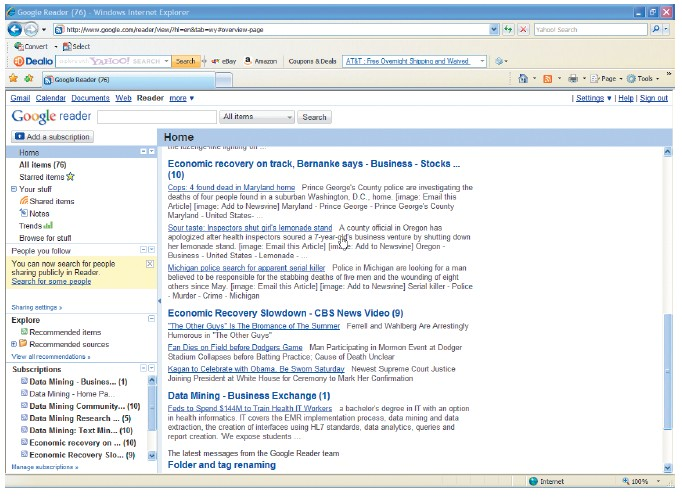 Google Reader (76) - Windows Internet Explorer
http://www.google.com/reader/view/?hl=en&tab=wy#overview-page
Yahoo! Search
Convert Select
Dealio
YAHOO! SEARCH Search eBay Amazon Coupons & Deals AT&T : Free Overnight Shipping and Waived
Google Reader (76)
Page Tools
Gmail Calendar Documents Web Reader more ▼
Settings ▼ | Help | Sign out
Google reader
All items
Search
Add a subscription
Home
All items (76)
Starred items
Your stuff
Shared items
Notes
Trends
Browse for stuff
People you follow
You can now search for people
sharing publicly in Reader.
Search for some people
Sharing settings »
Explore
Recommended items
Recommended sources
View all recommendations »
Subscriptions
Data Mining - Busines... (1)
Data Mining - Home Pa...
Data Mining Community... (10)
Data Mining Research ... (5)
Data Mining: Text Min... (10)
Economic recovery on ... (10)
Economic Recovery Slo... (9)
Manage subscriptions »
Home
Economic recovery on track, Bernanke says - Business - Stocks ...
(10)
Cops: 4 found dead in Maryland home Prince George's County police are investigating the
deaths of four people found in a suburban Washington, D.C., home. [image: Email this
Article] [image: Add to Newsvine] Maryland - Prince George - Prince George's County
Maryland - United States- ...
Sour taste: Inspectors shut girl's lemonade stand A county official in Oregon has
apologized after health inspectors soured a 7-year-girl's business venture by shutting down
her lemonade stand. [image: Email this Article] [image: Add to Newsvine] Oregon -
Business - United States - Lemonade - ...
Michigan police search for apparent serial killer Police in Michigan are looking for a man
believed to be responsible for the stabbing deaths of five men and the wounding of eight
others since May. [image: Email this Article] [image: Add to Newsvine] Serial killer - Police
- Murder - Crime - Michigan
Economic Recovery Slowdown - CBS News Video (9)
"The Other Guys" Is The Bromance of The Summer Ferrell and Wahlberg Are Arrestingly
Humorous in "The Other Guys"
Fan Dies on Field before Dodgers Game Man Participating in Mormon Event at Dodger
Stadium Collapses before Batting Practice; Cause of Death Unclear
Kagan to Celebrate with Obama, Be Sworn Saturday Newest Supreme Court Justice
Joining President at White House for Ceremony to Mark Her Confirmation
Data Mining - Business Exchange (1)
Feds to Spend $144M to Train Health IT Workers a bachelor's degree in IT with an option
in health informatics. IT covers the EMR implementation process, data mining and data
extraction, the creation of interfaces using HL7 standards, data analytics, queries and
report creation. 'We expose students ...
The latest messages from the Google Reader team
Folder and tag renaming
Internet
100%